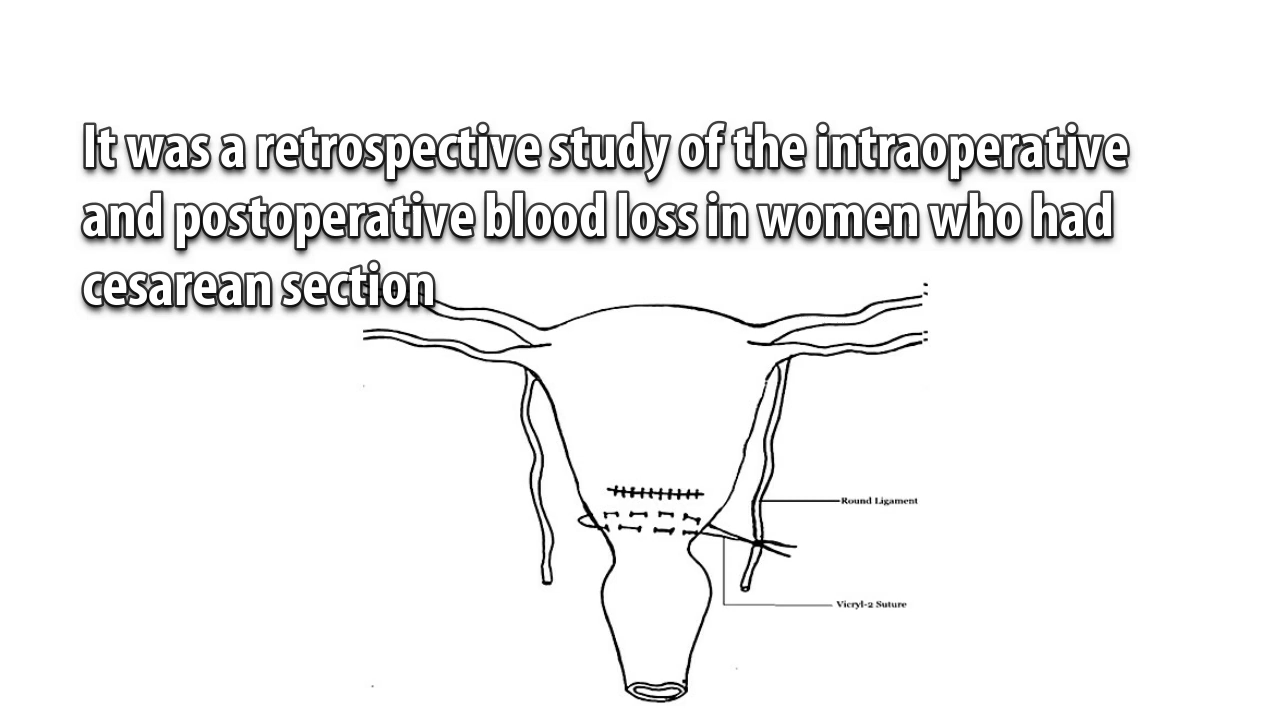 It was a retrospective study of the intraoperative
and postoperative blood loss in women who had
cesarean section
Round Ligament
Vicryl-2 Suture